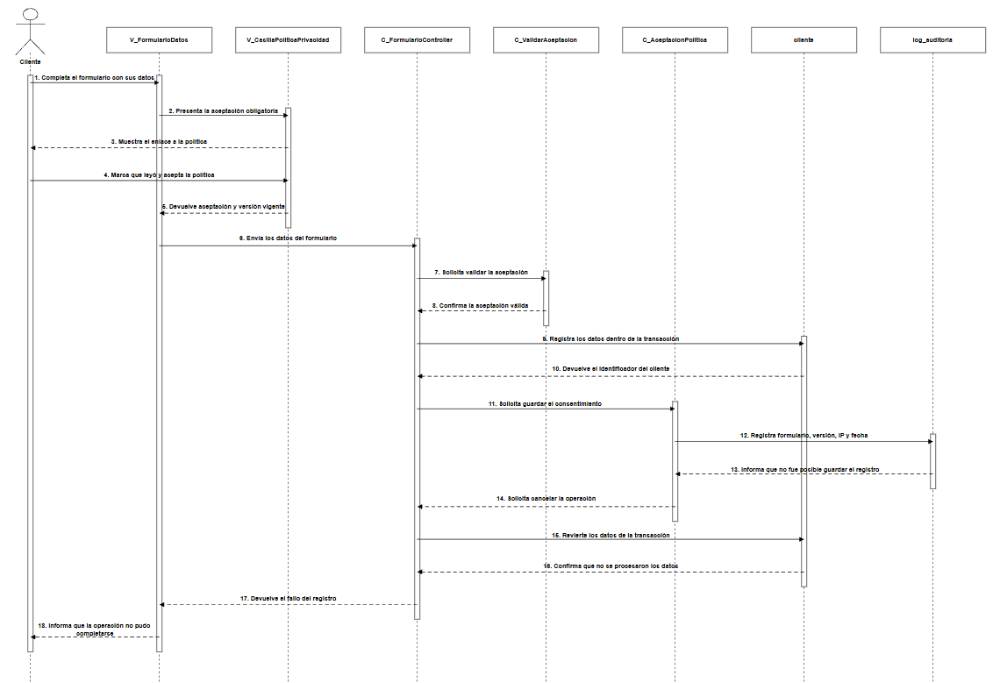 V_FormularioDatos
V_CasillaPoliticaPrivacidad
C_FormularioController
C_ValidarAceptacion
C_AceptacionPolitica
cliente
log_auditoria
Cliente
1. Completa el formulario con sus datos
2. Presenta la aceptación obligatoria
3. Muestra el enlace a la política
4. Marca que leyó y acepta la política
5. Devuelve aceptación y versión vigente
6. Envía los datos del formulario
7. Solicita validar la aceptación
8. Confirma la aceptación válida
9. Registra los datos dentro de la transacción
10. Devuelve el identificador del cliente
11. Solicita guardar el consentimiento
12. Registra formulario, versión, IP y fecha
13. Informa que no fue posible guardar el registro
14. Solicita cancelar la operación
15. Revierte los datos de la transacción
16. Confirma que no se procesaron los datos
17. Devuelve el fallo del registro
18. Informa que la operación no pudo
completarse